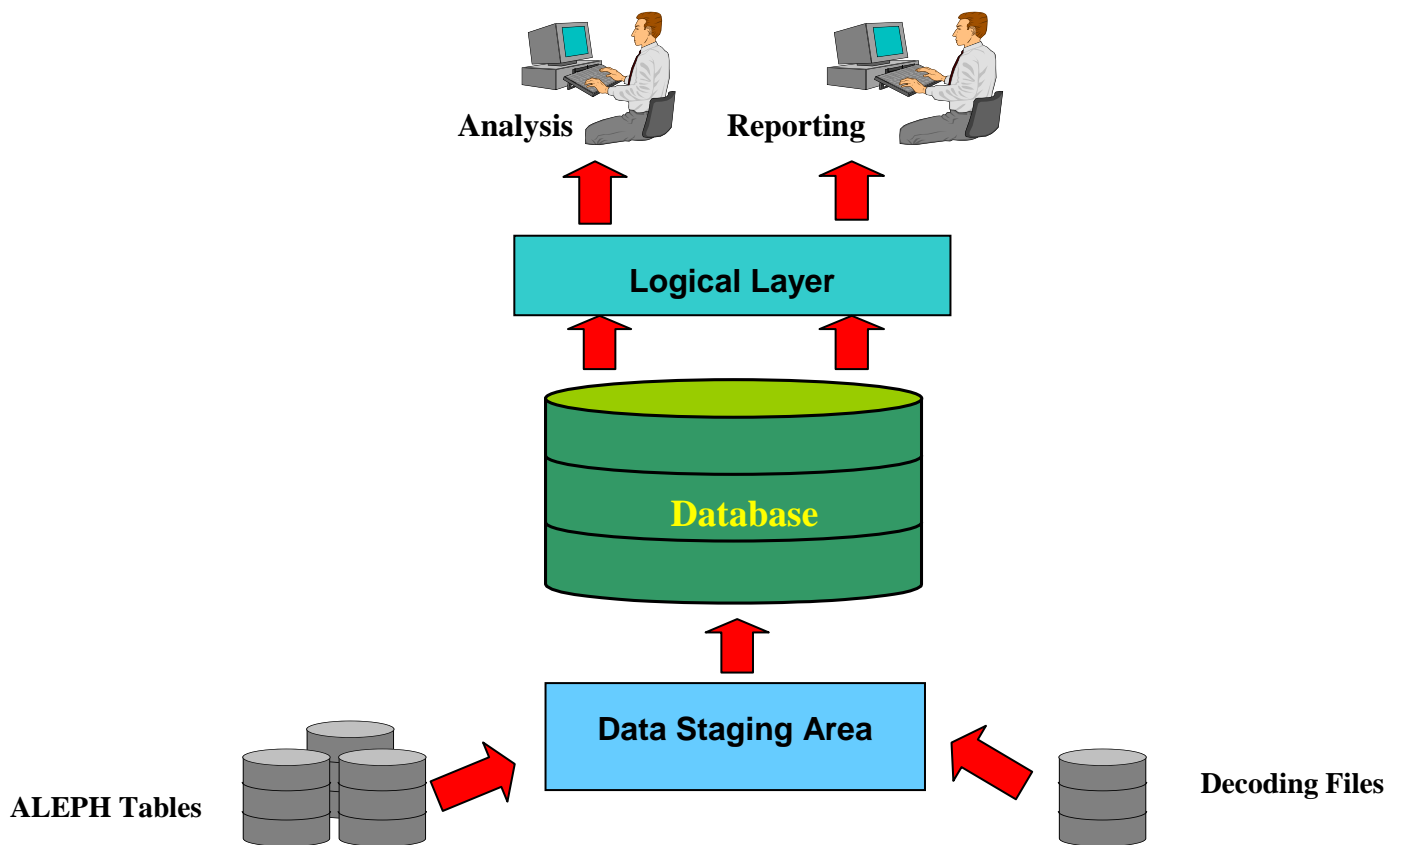 Analysis
Reporting
Logical Layer
Database
Data Staging Area
ALEPH Tables
Decoding Files